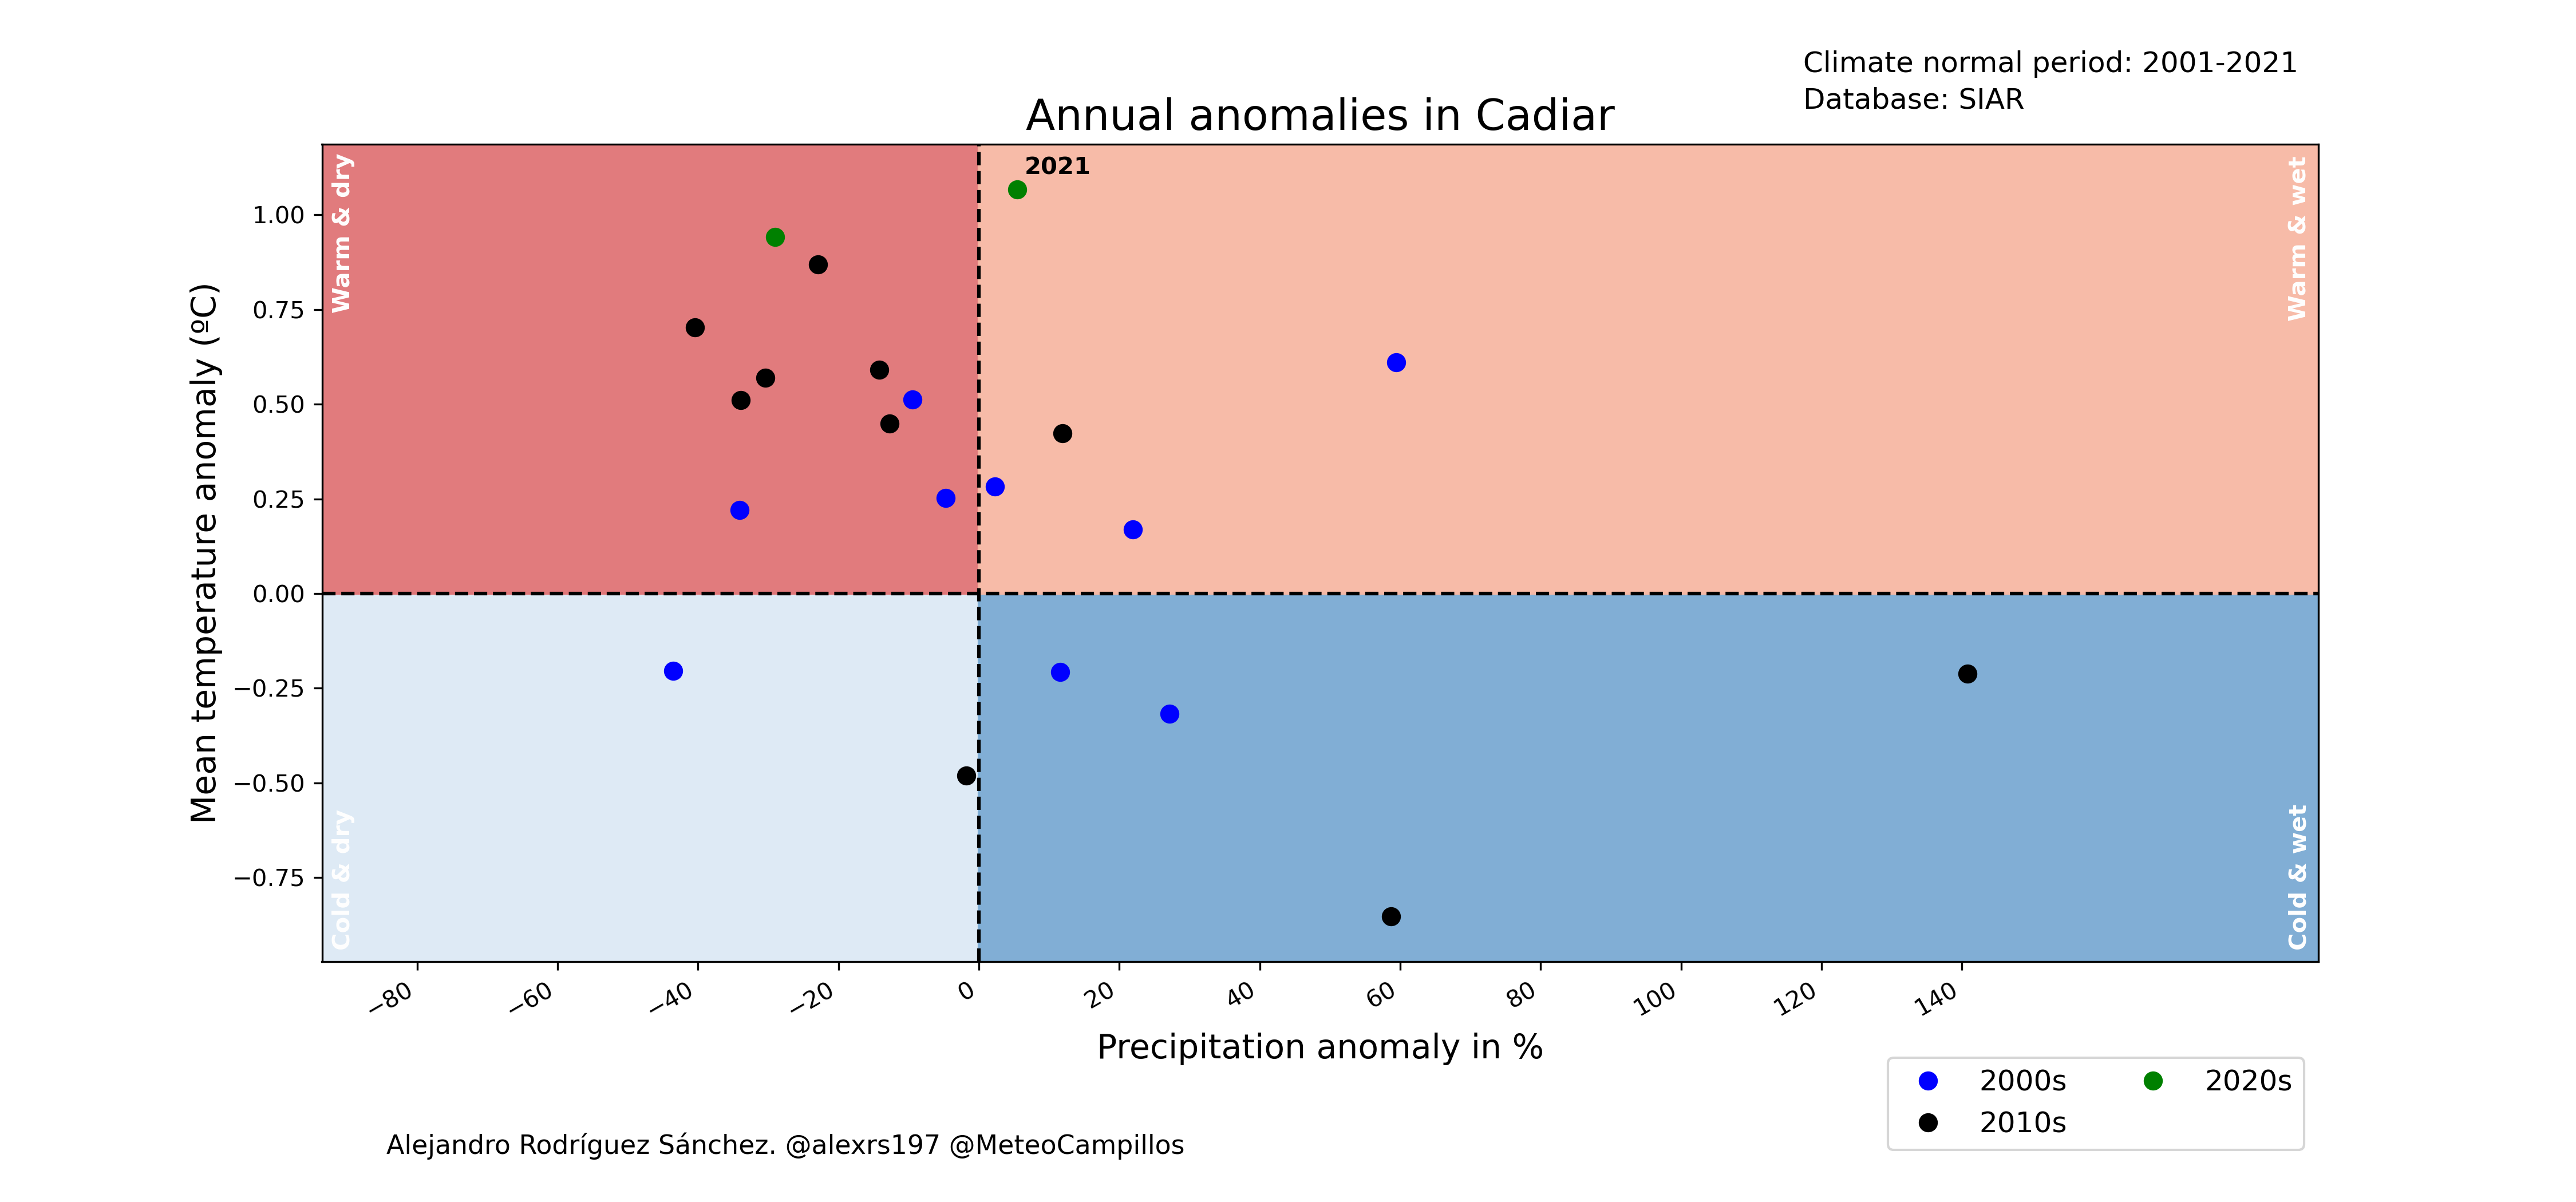 Climate normal period: 2001-2021
Database: SIAR
Annual anomalies in Cadiar
2021
Warm & dry
Warm & wet
Cold & dry
Cold & wet
Mean temperature anomaly (ºC)
1.00
0.75
0.50
0.25
0.00
−0.25
−0.50
−0.75
−80
−60
−40
−20
0
20
40
60
80
100
120
140
Precipitation anomaly in %
2000s
2010s
2020s
Alejandro Rodríguez Sánchez. @alexrs197 @MeteoCampillos